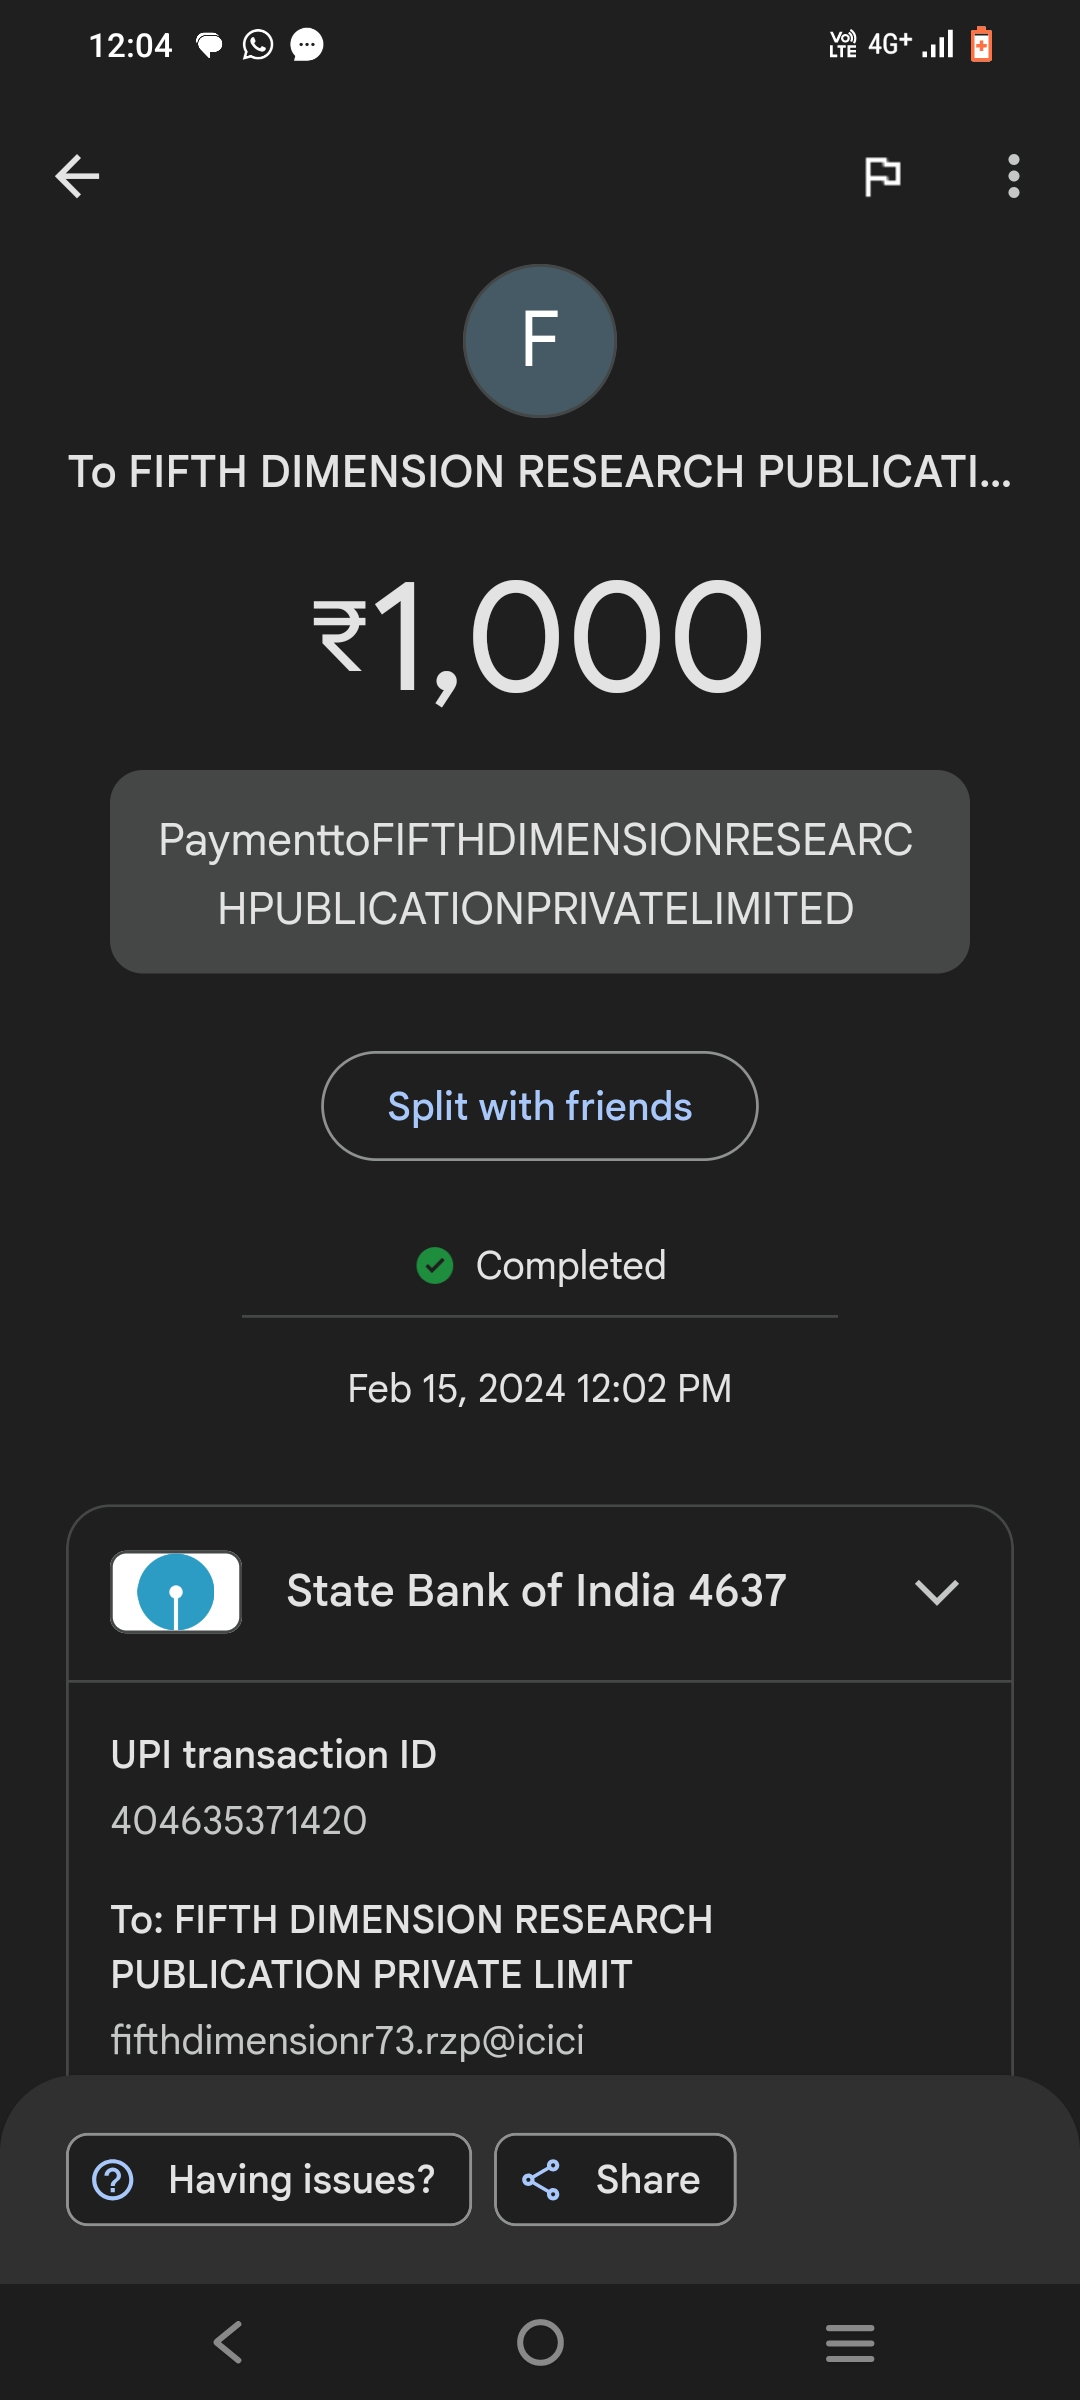 12:04
Vo)) LTE 4G+
F
To FIFTH DIMENSION RESEARCH PUBLICATI...
₹1,000
PaymenttoFIFTHDIMENSIONRESEARC
HPUBLICATIONPRIVATELIMITED
Split with friends
Completed
Feb 15, 2024 12:02 PM
State Bank of India 4637
UPI transaction ID
404635371420
To: FIFTH DIMENSION RESEARCH
PUBLICATION PRIVATE LIMIT
fifthdimensionr73.rzp@icici
Having issues?
Share